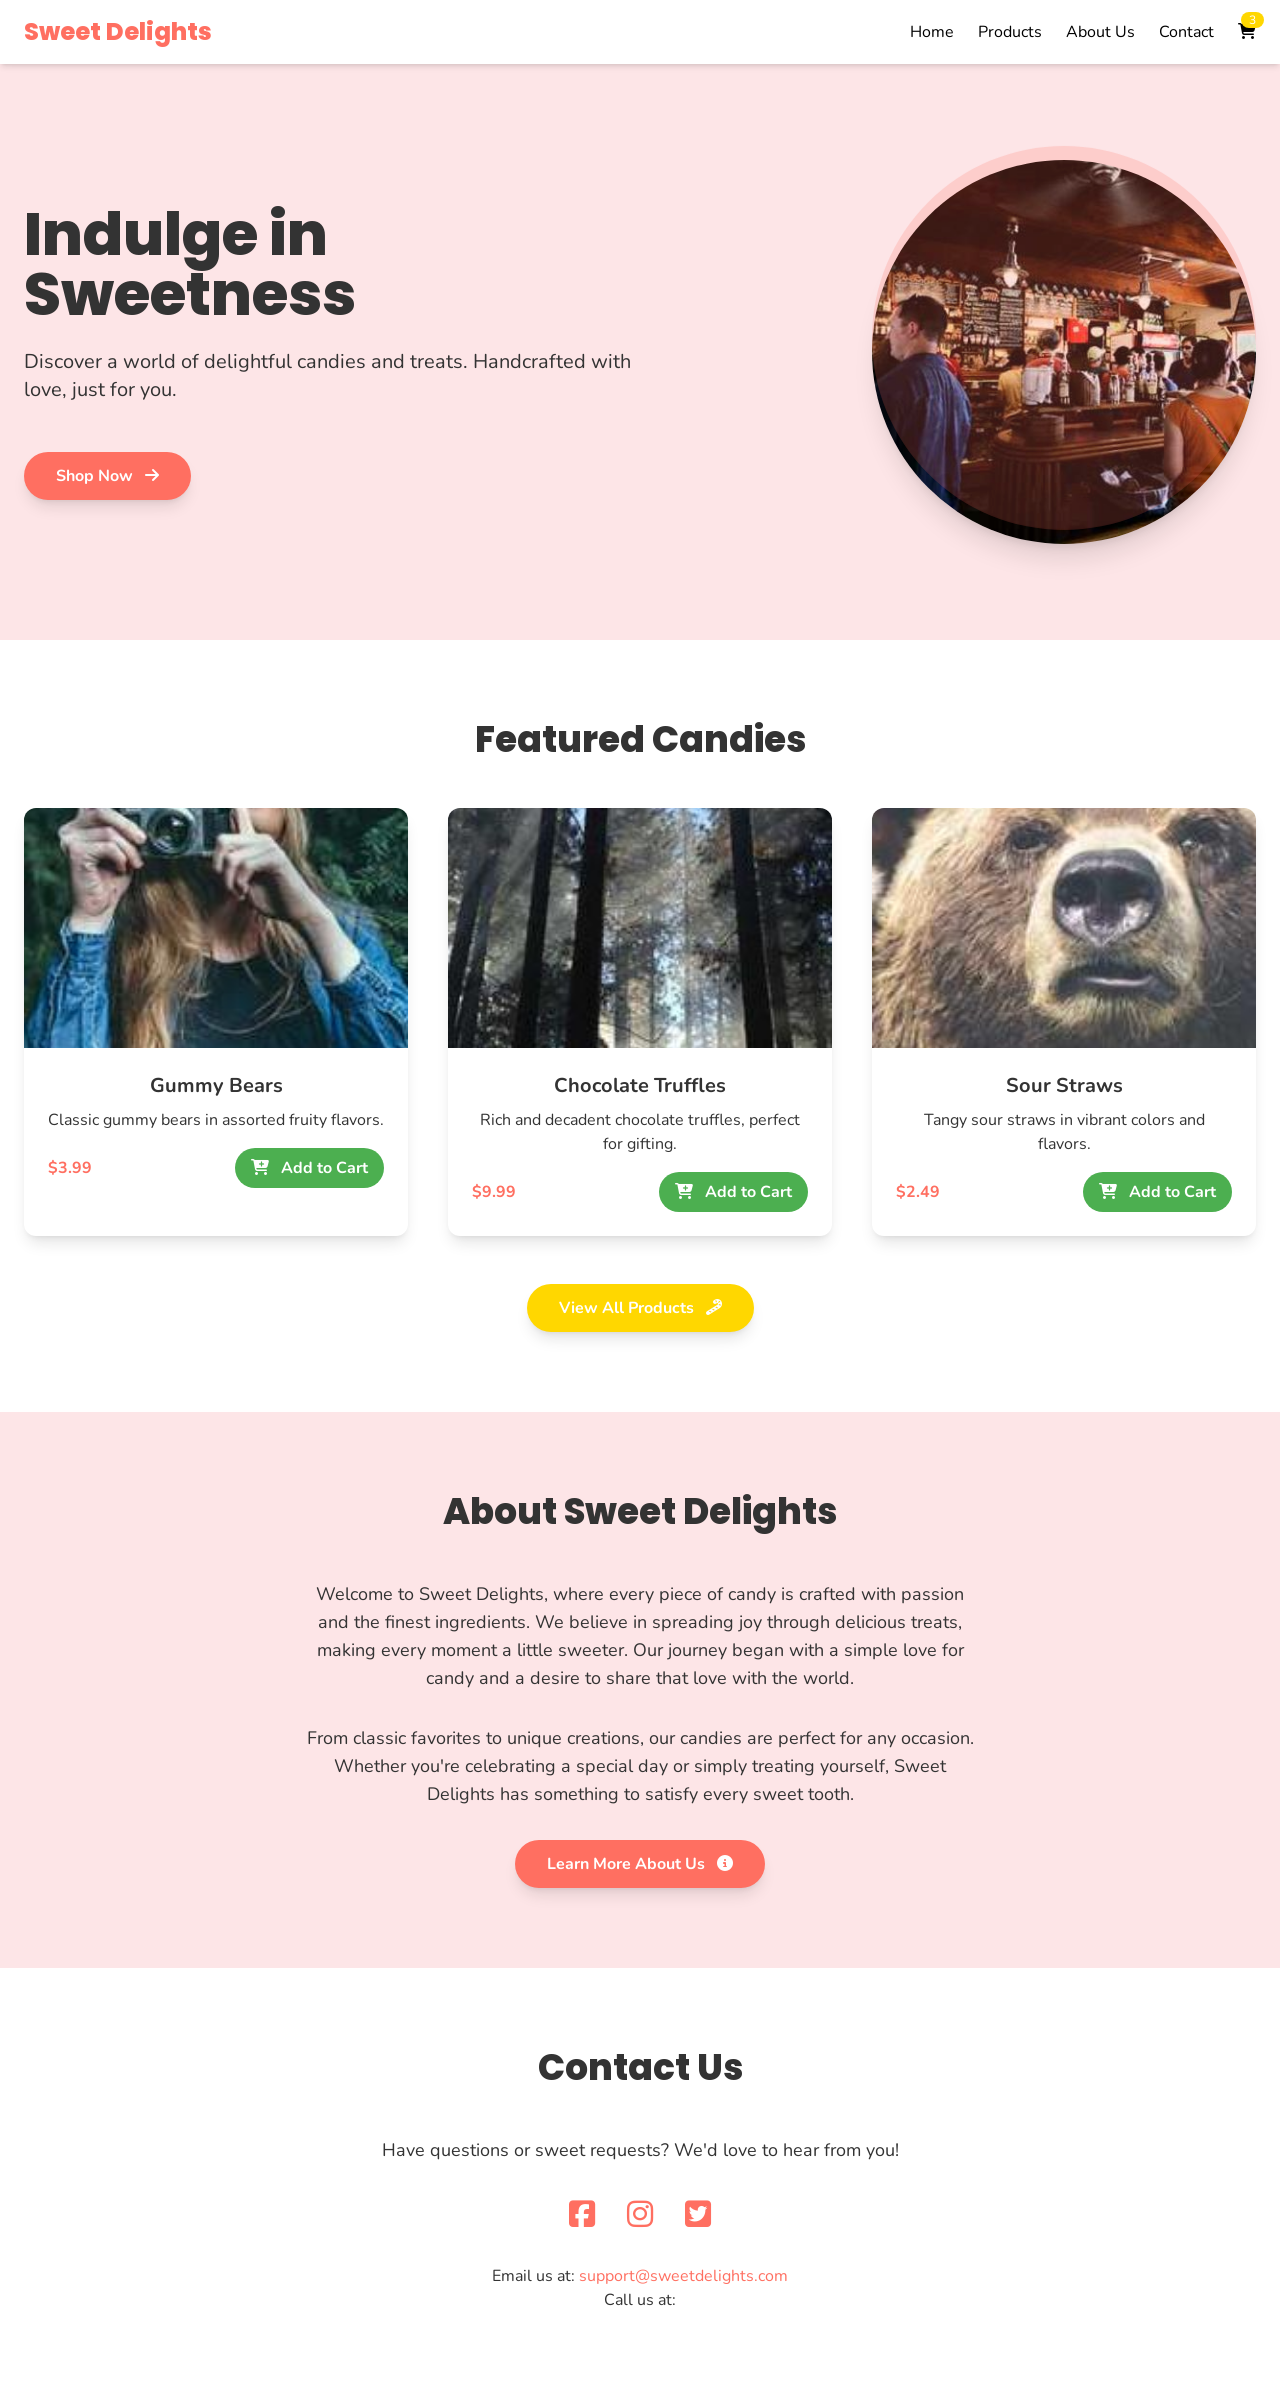 Sweet Delights
Home Products About Us Contact 3
Indulge in
Sweetness
Discover a world of delightful candies and treats. Handcrafted with
love, just for you.
Shop Now
Featured Candies
Gummy Bears
Classic gummy bears in assorted fruity flavors.
$3.99 Add to Cart
Chocolate Truffles
Rich and decadent chocolate truffles, perfect
for gifting.
$9.99 Add to Cart
Sour Straws
Tangy sour straws in vibrant colors and
flavors.
$2.49 Add to Cart
View All Products
About Sweet Delights
Welcome to Sweet Delights, where every piece of candy is crafted with passion
and the finest ingredients. We believe in spreading joy through delicious treats,
making every moment a little sweeter. Our journey began with a simple love for
candy and a desire to share that love with the world.
From classic favorites to unique creations, our candies are perfect for any occasion.
Whether you're celebrating a special day or simply treating yourself, Sweet
Delights has something to satisfy every sweet tooth.
Learn More About Us
Contact Us
Have questions or sweet requests? We'd love to hear from you!
Email us at: support@sweetdelights.com
Call us at: